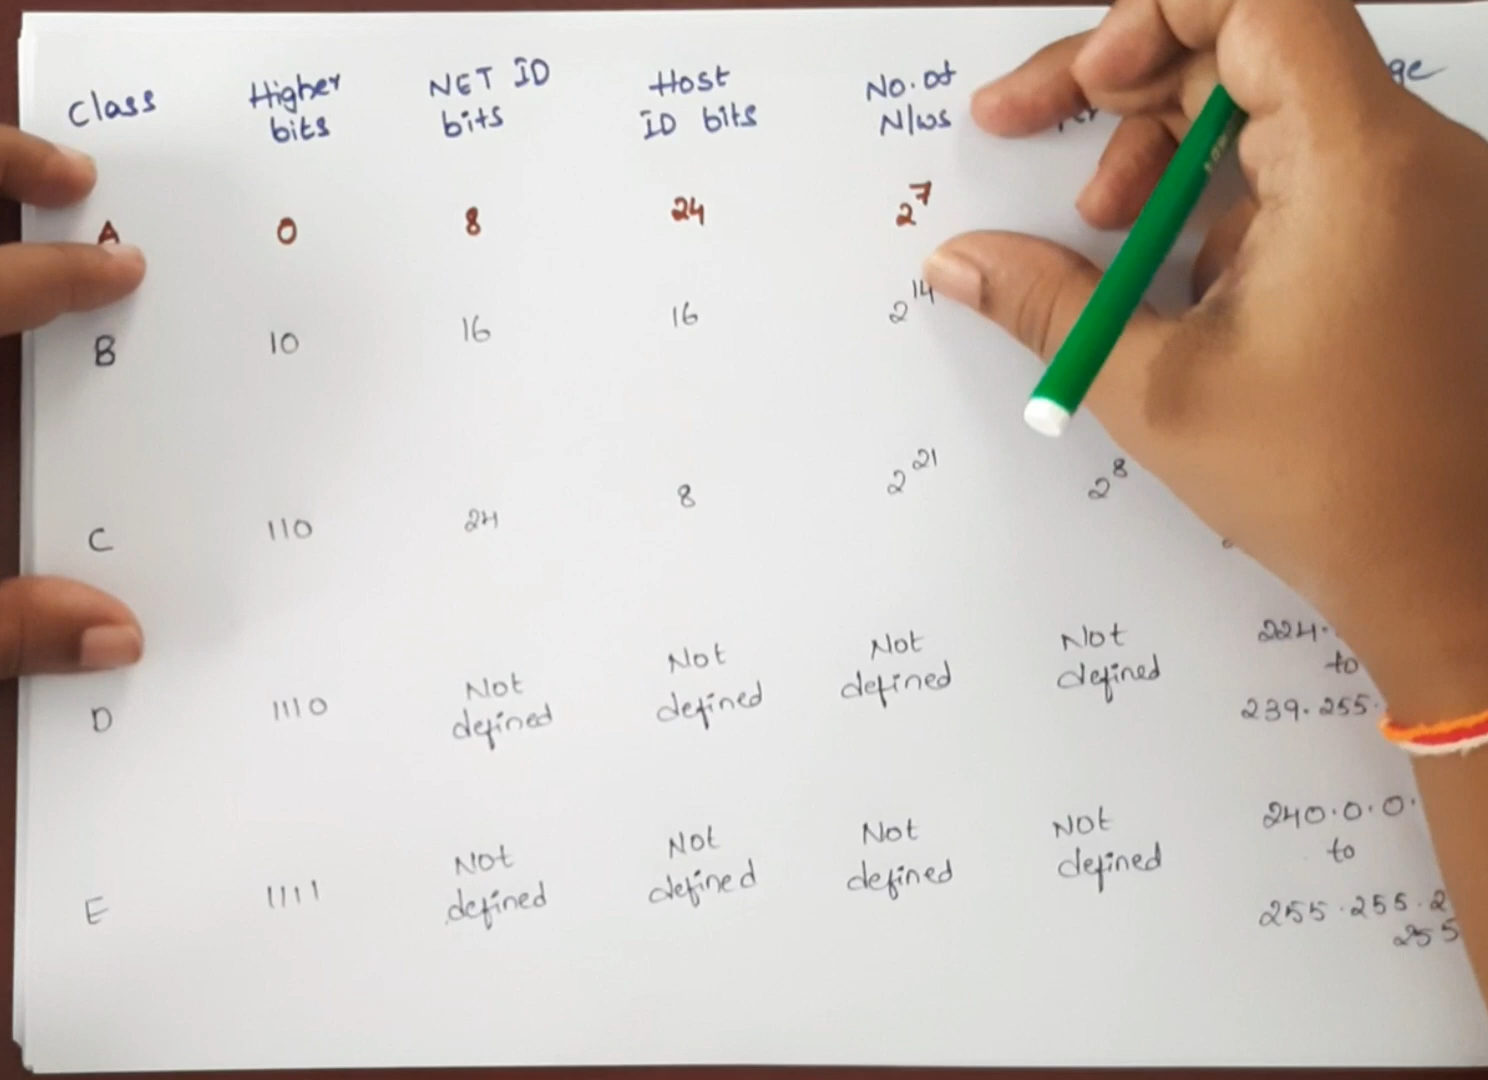 Class Higher bits NET ID bits Host ID bits No. of N/ws
A 0 8 24 2^7
B 10 16 16 2^14
C 110 24 8 2^21 2^8
D 1110 Not defined Not defined Not defined Not defined 224. to 239.255.
E 1111 Not defined Not defined Not defined Not defined 240.0.0. to 255.255.2 255